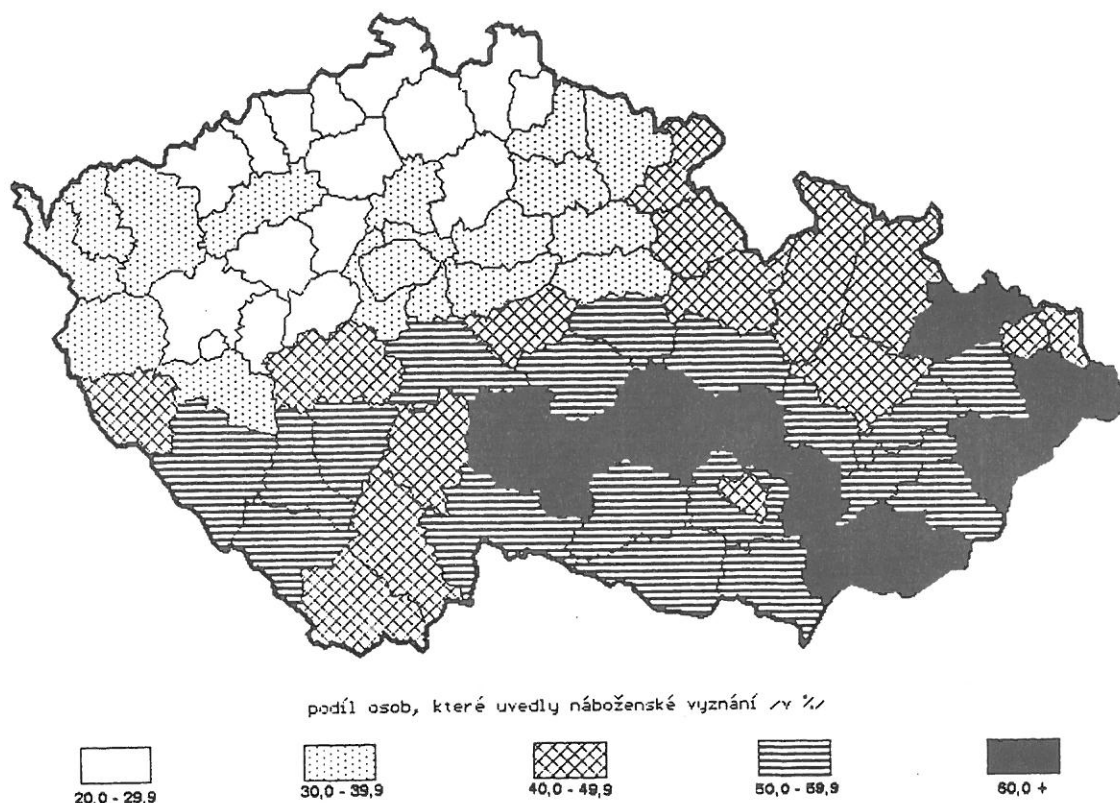 podíl osob, které uvedly náboženské vyznání /v %/
20,0 - 29,9
30,0 - 39,9
40,0 - 49,9
50,0 - 59,9
60,0 +